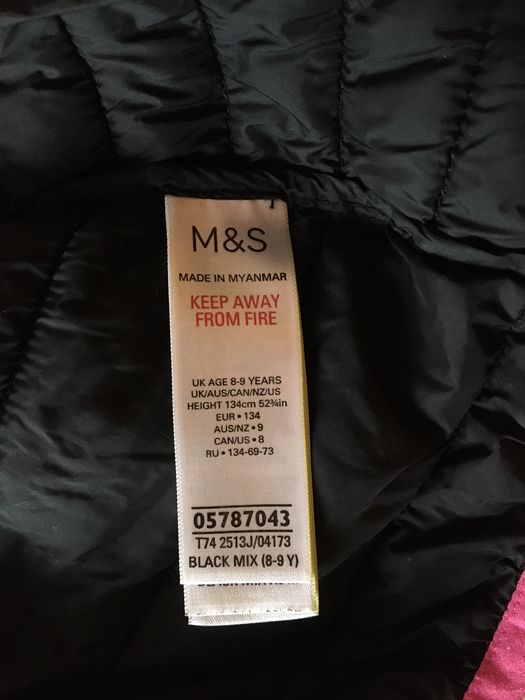 M&S
MADE IN MYANMAR
KEEP AWAY
FROM FIRE
UK AGE 8-9 YEARS
UK/AUS/CAN/NZ/US
HEIGHT 134cm 52¾in
EUR • 134
AUS/NZ • 9
CAN/US • 8
RU • 134-69-73
05787043
T74 2513J/04173
BLACK MIX (8-9 Y)